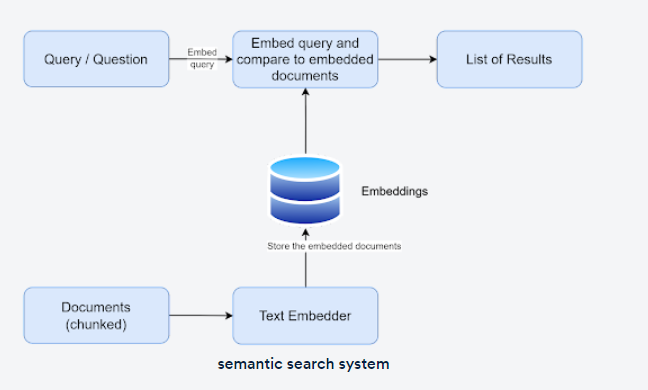 Query / Question
Embed
query
Embed query and
compare to embedded
documents
List of Results
Embeddings
Store the embedded documents
Documents
(chunked)
Text Embedder
semantic search system